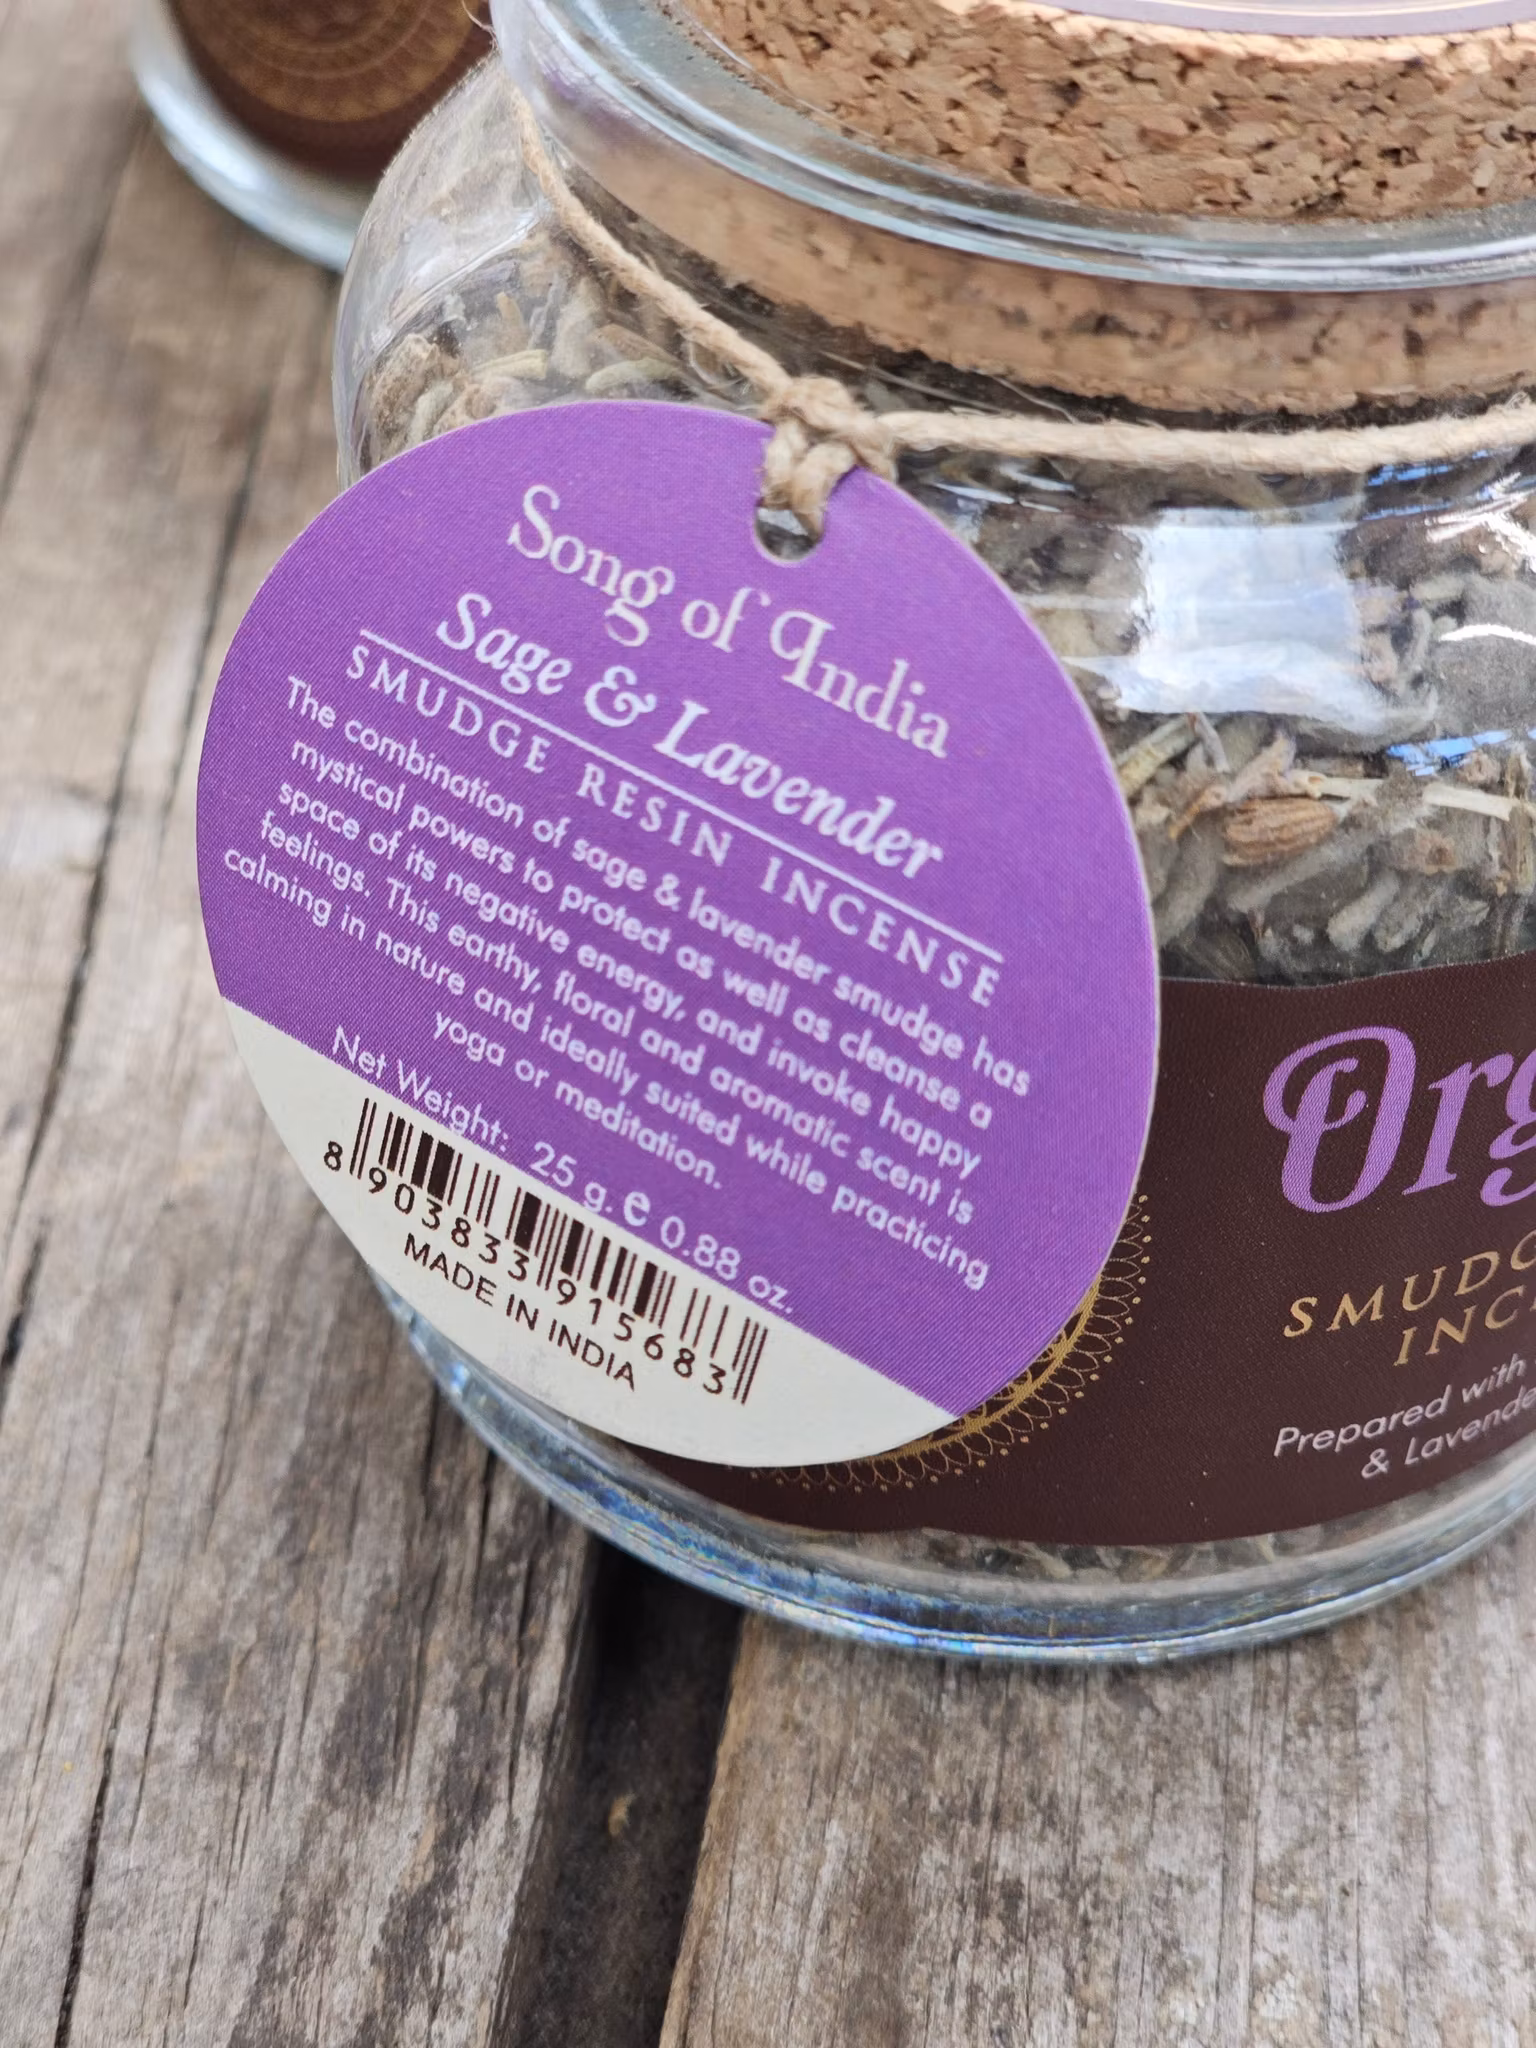 Song of India
Sage & Lavender
SMUDGE RESIN INCENSE
The combination of sage & lavender smudge has
mystical powers to protect as well as cleanse a
space of its negative energy, and invoke happy
feelings. This earthy, floral and aromatic scent is
calming in nature and ideally suited while practicing
yoga or meditation.
Net Weight: 25 g. e 0.88 oz.
8 903833 915683
MADE IN INDIA
Org
SMUDG
INC
Prepared with
& Lavende